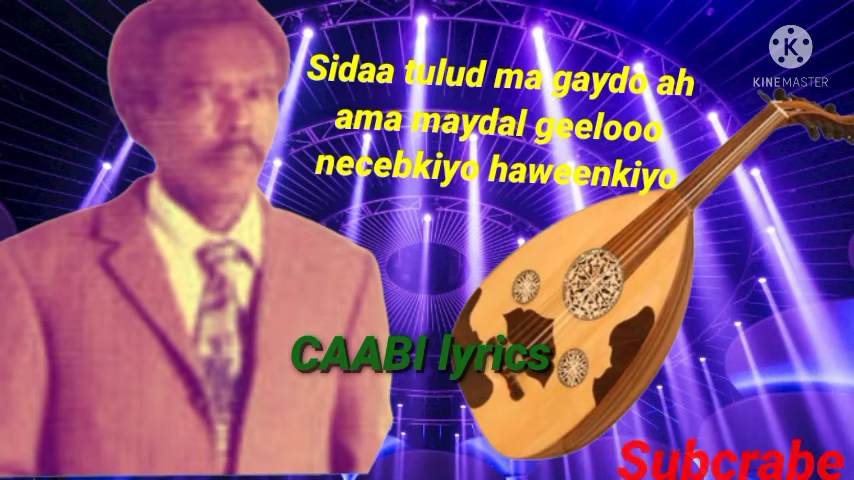 Sidaa tulud ma gaydo ah
ama maydal geelooo
necebkiyo haweenkiyo
K
KINEMASTER
CAABI lyrics
Subcrabe